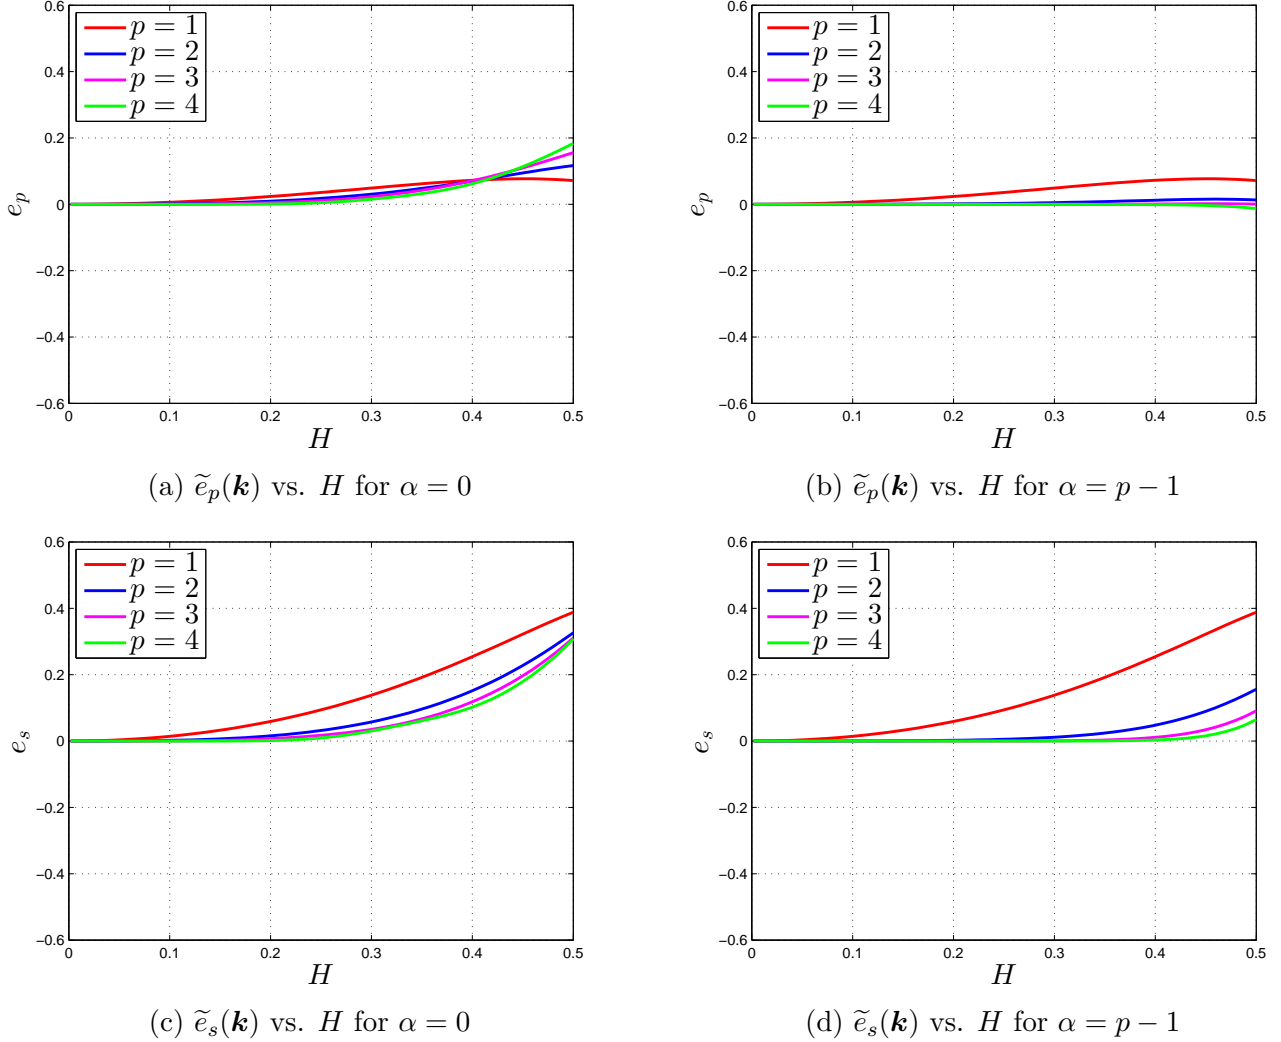 0.6
0.4
0.2
0
−0.2
−0.4
−0.6
e_p
p = 1
p = 2
p = 3
p = 4
0 0.1 0.2 0.3 0.4 0.5
H
(a) ẽ_p(k) vs. H for α = 0
0.6
0.4
0.2
0
−0.2
−0.4
−0.6
e_p
p = 1
p = 2
p = 3
p = 4
0 0.1 0.2 0.3 0.4 0.5
H
(b) ẽ_p(k) vs. H for α = p − 1
0.6
0.4
0.2
0
−0.2
−0.4
−0.6
e_s
p = 1
p = 2
p = 3
p = 4
0 0.1 0.2 0.3 0.4 0.5
H
(c) ẽ_s(k) vs. H for α = 0
0.6
0.4
0.2
0
−0.2
−0.4
−0.6
e_s
p = 1
p = 2
p = 3
p = 4
0 0.1 0.2 0.3 0.4 0.5
H
(d) ẽ_s(k) vs. H for α = p − 1